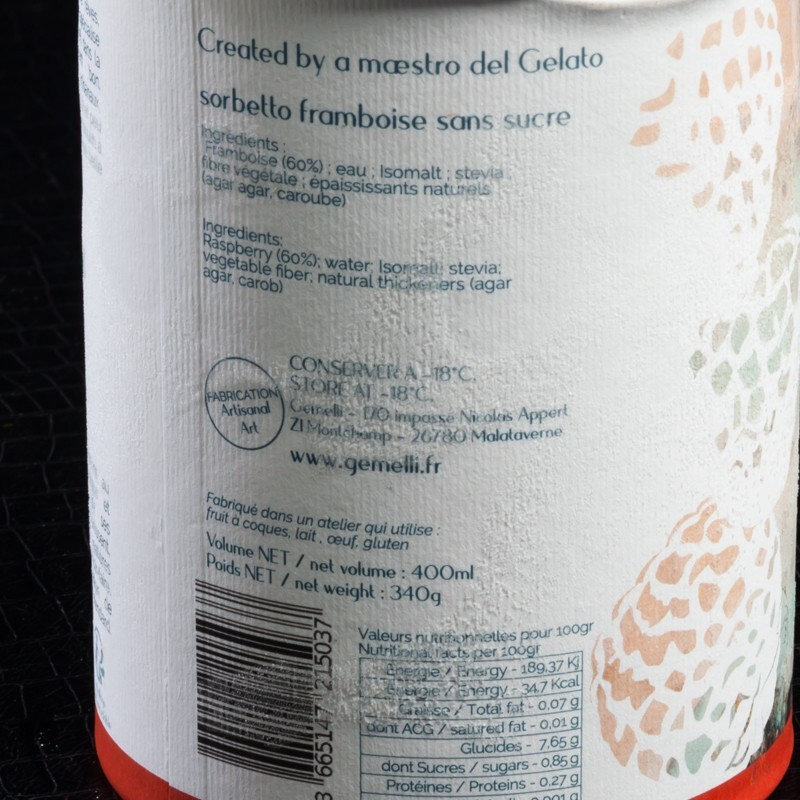 Created by a mæstro del Gelato
sorbetto framboise sans sucre
Ingrédients :
Framboise (60%) ; eau ; Isomalt ; stevia ;
fibre végétale ; épaississants naturels
(agar agar, caroube)
Ingredients:
Raspberry (60%); water; Isomalt; stevia;
vegetable fiber; natural thickeners (agar
agar, carob)
FABRICATION
Artisanal
Art
CONSERVER A -18°C.
STORE AT -18°C.
Gemelli - 170 impasse Nicolas Appert
ZI Montchamp - 26780 Malataverne
www.gemelli.fr
Fabriqué dans un atelier qui utilise :
fruit à coques, lait , œuf, gluten
Volume NET / net volume : 400ml
Poids NET / net weight : 340g
3 665147 215037
Valeurs nutritionnelles pour 100gr
Nutritional facts per 100gr
Energie / Energy - 189,37 Kj
Energie / Energy - 34,7 Kcal
Graisse / Total fat - 0,07 g
dont ACG / satured fat - 0,01 g
Glucides - 7,65 g
dont Sucres / sugars - 0,85 g
Protéines / Proteins - 0,27 g